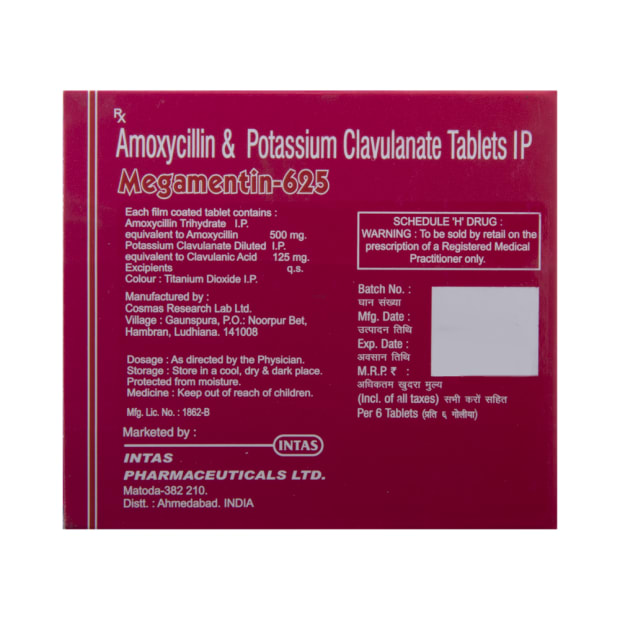 Rx
Amoxycillin & Potassium Clavulanate Tablets IP
Megamentin-625
Each film coated tablet contains :
Amoxycillin Trihydrate I.P.
equivalent to Amoxycillin 500 mg.
Potassium Clavulanate Diluted I.P.
equivalent to Clavulanic Acid 125 mg.
Excipients q.s.
Colour : Titanium Dioxide I.P.
Manufactured by :
Cosmas Research Lab Ltd.
Village : Gaunspura, P.O.: Noorpur Bet,
Hambran, Ludhiana. 141008
Dosage : As directed by the Physician.
Storage : Store in a cool, dry & dark place.
Protected from moisture.
Medicine : Keep out of reach of children.
Mfg. Lic. No. : 1862-B
Marketed by :
INTAS
INTAS
PHARMACEUTICALS LTD.
Matoda-382 210.
Distt. : Ahmedabad. INDIA
SCHEDULE 'H' DRUG :
WARNING : To be sold by retail on the
prescription of a Registered Medical
Practitioner only.
Batch No. :
घान संख्या
Mfg. Date :
उत्पादन तिथि
Exp. Date :
अवसान तिथि
M.R.P. ₹ :
अधिकतम खुदरा मुल्य
(Incl. of all taxes) सभी करों सहित
Per 6 Tablets (प्रति ६ गोलीया)